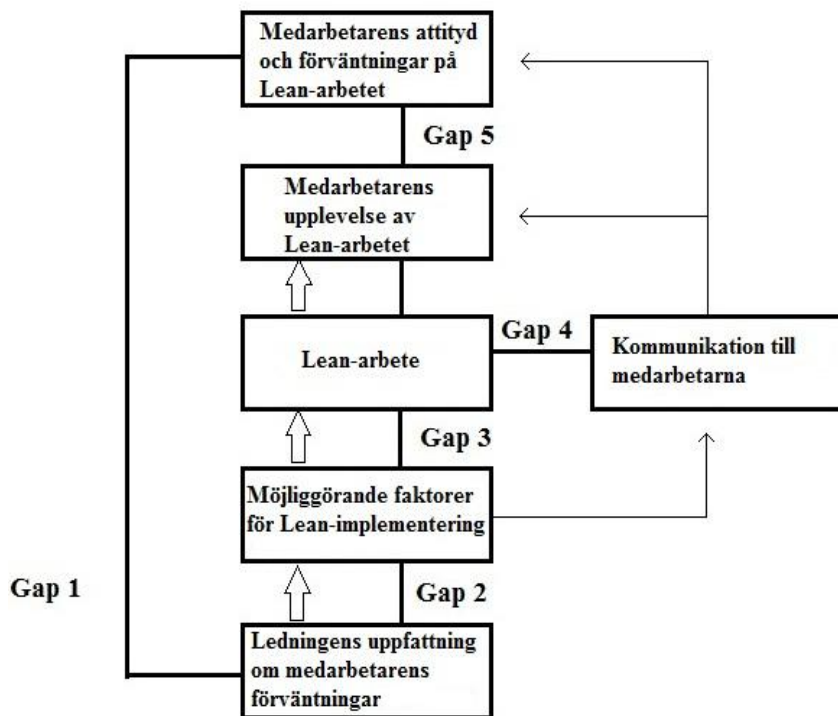 Medarbetarens attityd
och förväntningar på
Lean-arbetet
Gap 5
Medarbetarens
upplevelse av
Lean-arbetet
Gap 4
Lean-arbete
Kommunikation till
medarbetarna
Gap 3
Möjliggörande faktorer
för Lean-implementering
Gap 1
Gap 2
Ledningens uppfattning
om medarbetarens
förväntningar